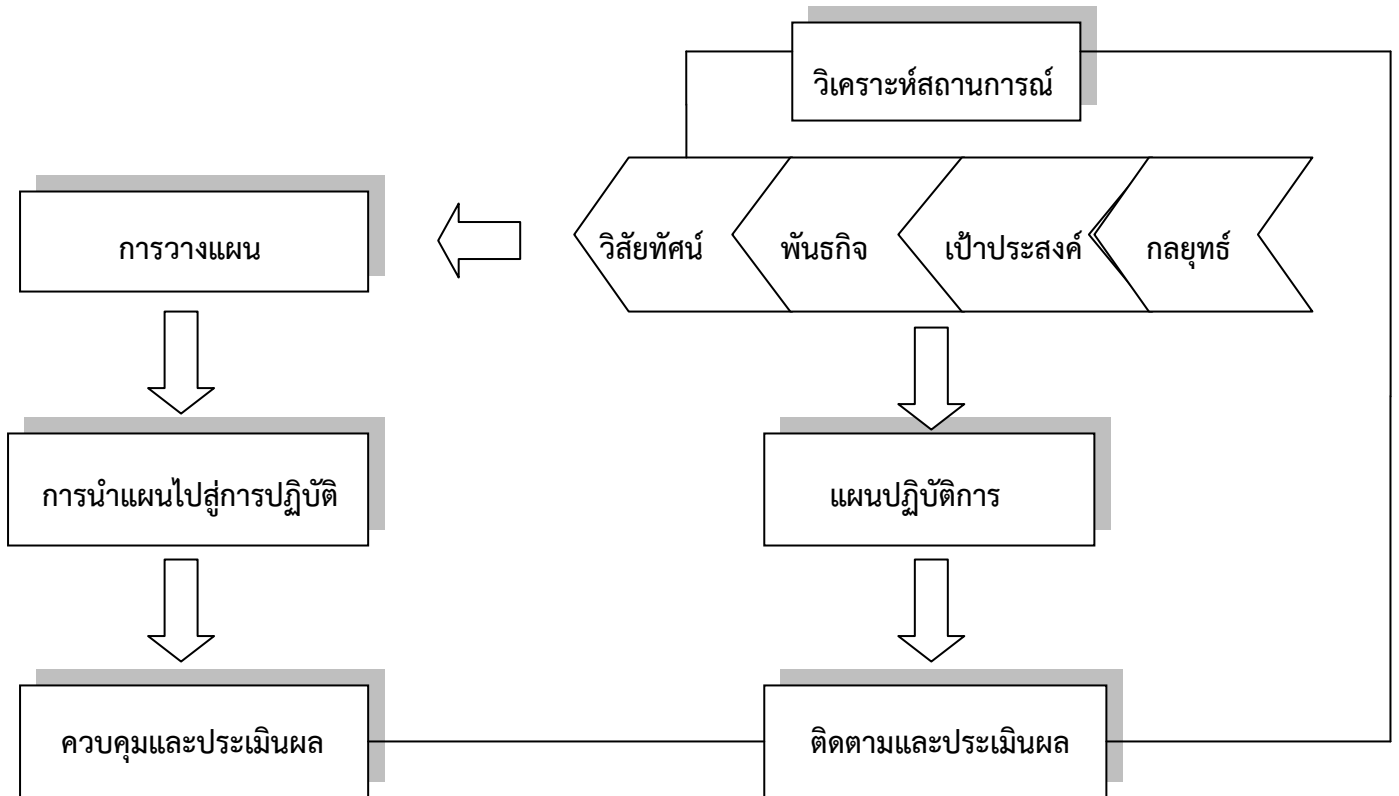 วิเคราะห์สถานการณ์
การวางแผน
วิสัยทัศน์
พันธกิจ
เป้าประสงค์
กลยุทธ์
การนำแผนไปสู่การปฏิบัติ
แผนปฏิบัติการ
ควบคุมและประเมินผล
ติดตามและประเมินผล